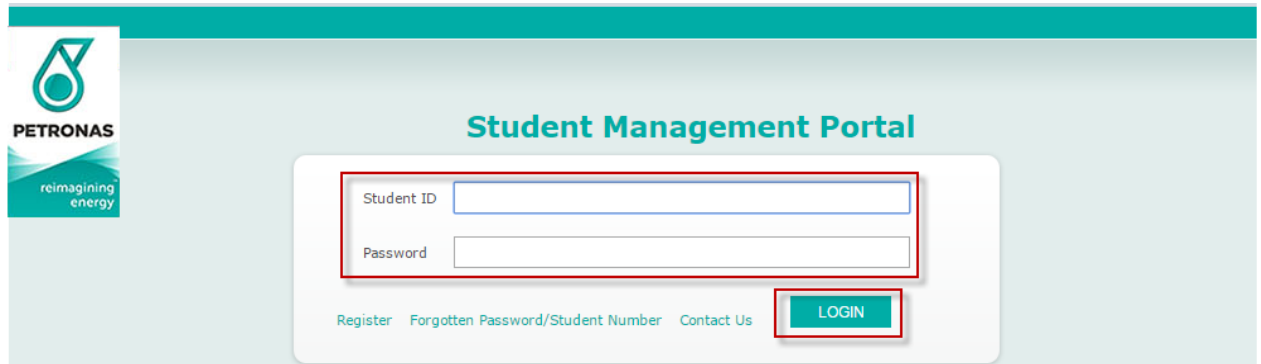 PETRONAS
reimagining
energy
Student Management Portal
Student ID
Password
Register Forgotten Password/Student Number Contact Us LOGIN